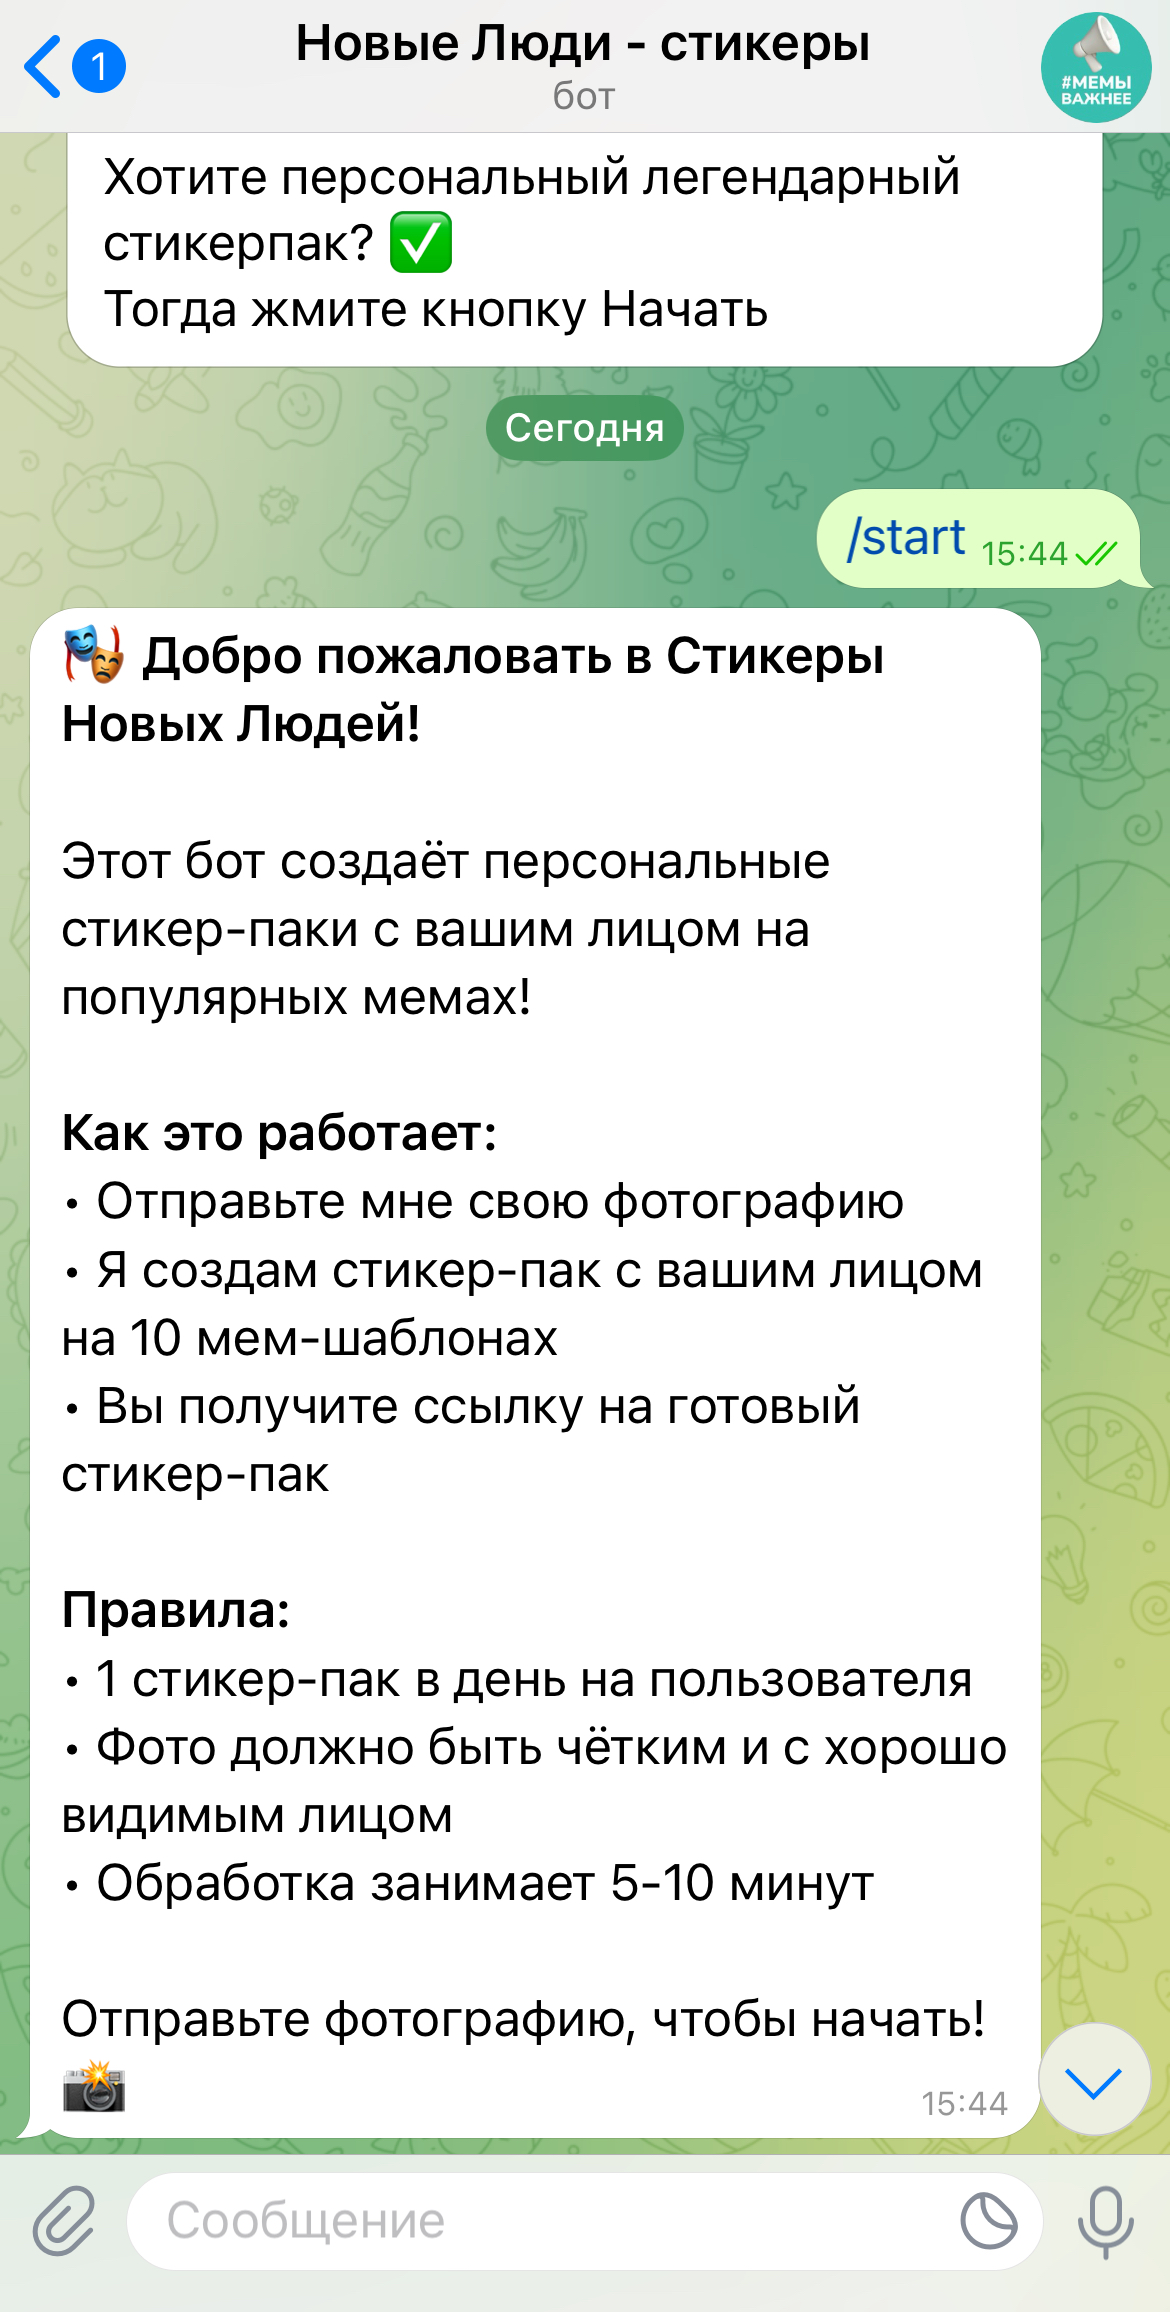 1
Новые Люди - стикеры
бот
#МЕМЫ
ВАЖНЕЕ
Хотите персональный легендарный
стикерпак? ✅
Тогда жмите кнопку Начать
Сегодня
/start 15:44
🎭 Добро пожаловать в Стикеры
Новых Людей!
Этот бот создаёт персональные
стикер-паки с вашим лицом на
популярных мемах!
Как это работает:
• Отправьте мне свою фотографию
• Я создам стикер-пак с вашим лицом
на 10 мем-шаблонах
• Вы получите ссылку на готовый
стикер-пак
Правила:
• 1 стикер-пак в день на пользователя
• Фото должно быть чётким и с хорошо
видимым лицом
• Обработка занимает 5-10 минут
Отправьте фотографию, чтобы начать!
📸 15:44
Сообщение